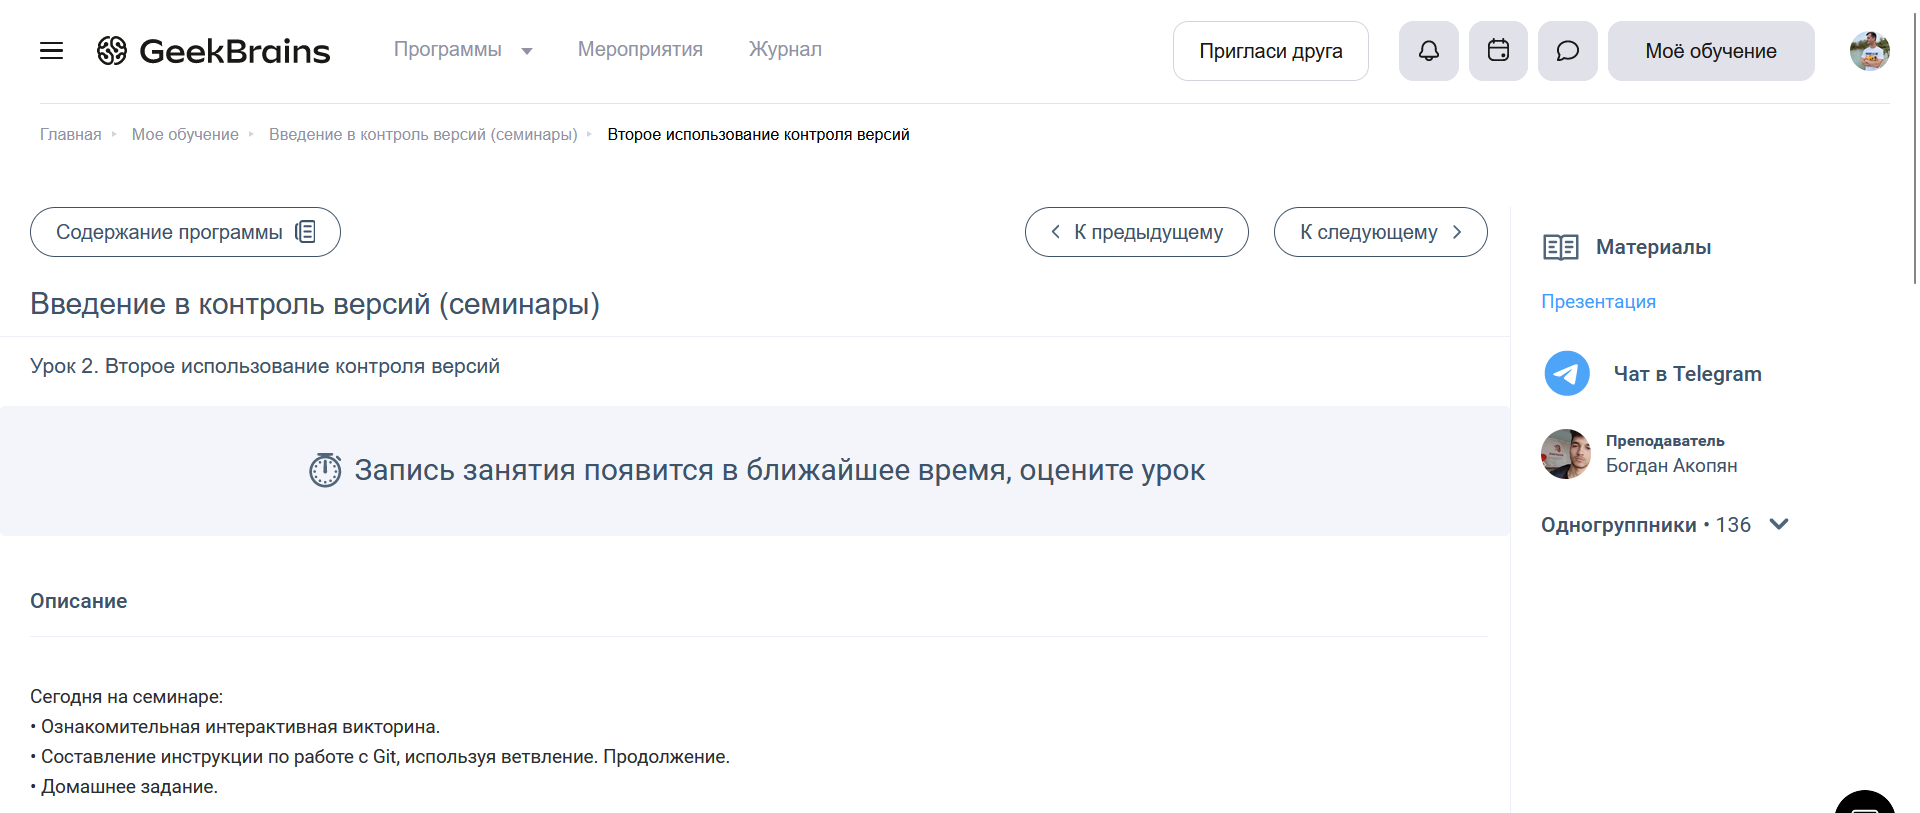 GeekBrains
Программы
Мероприятия
Журнал
Пригласи друга
Моё обучение
Главная
Мое обучение
Введение в контроль версий (семинары)
Второе использование контроля версий
Содержание программы
К предыдущему
К следующему
Введение в контроль версий (семинары)
Урок 2. Второе использование контроля версий
Запись занятия появится в ближайшее время, оцените урок
Описание
Сегодня на семинаре:
• Ознакомительная интерактивная викторина.
• Составление инструкции по работе с Git, используя ветвление. Продолжение.
• Домашнее задание.
Материалы
Презентация
Чат в Telegram
Преподаватель
Богдан Акопян
Одногруппники • 136